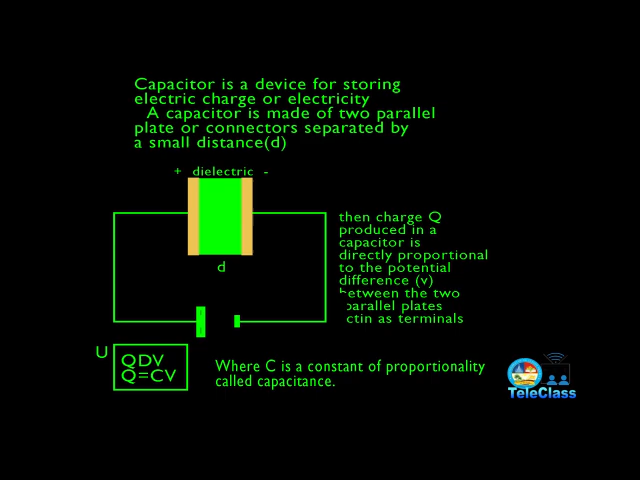 Capacitor is a device for storing
electric charge or electricity
A capacitor is made of two parallel
plate or connectors separated by
a small distance(d)
+ dielectric -
then charge Q
produced in a
capacitor is
directly proportional
to the potential
difference (v)
between the two
parallel plates
ctin as terminals
d
U
QDV
Q=CV
Where C is a constant of proportionality
called capacitance.
TeleClass